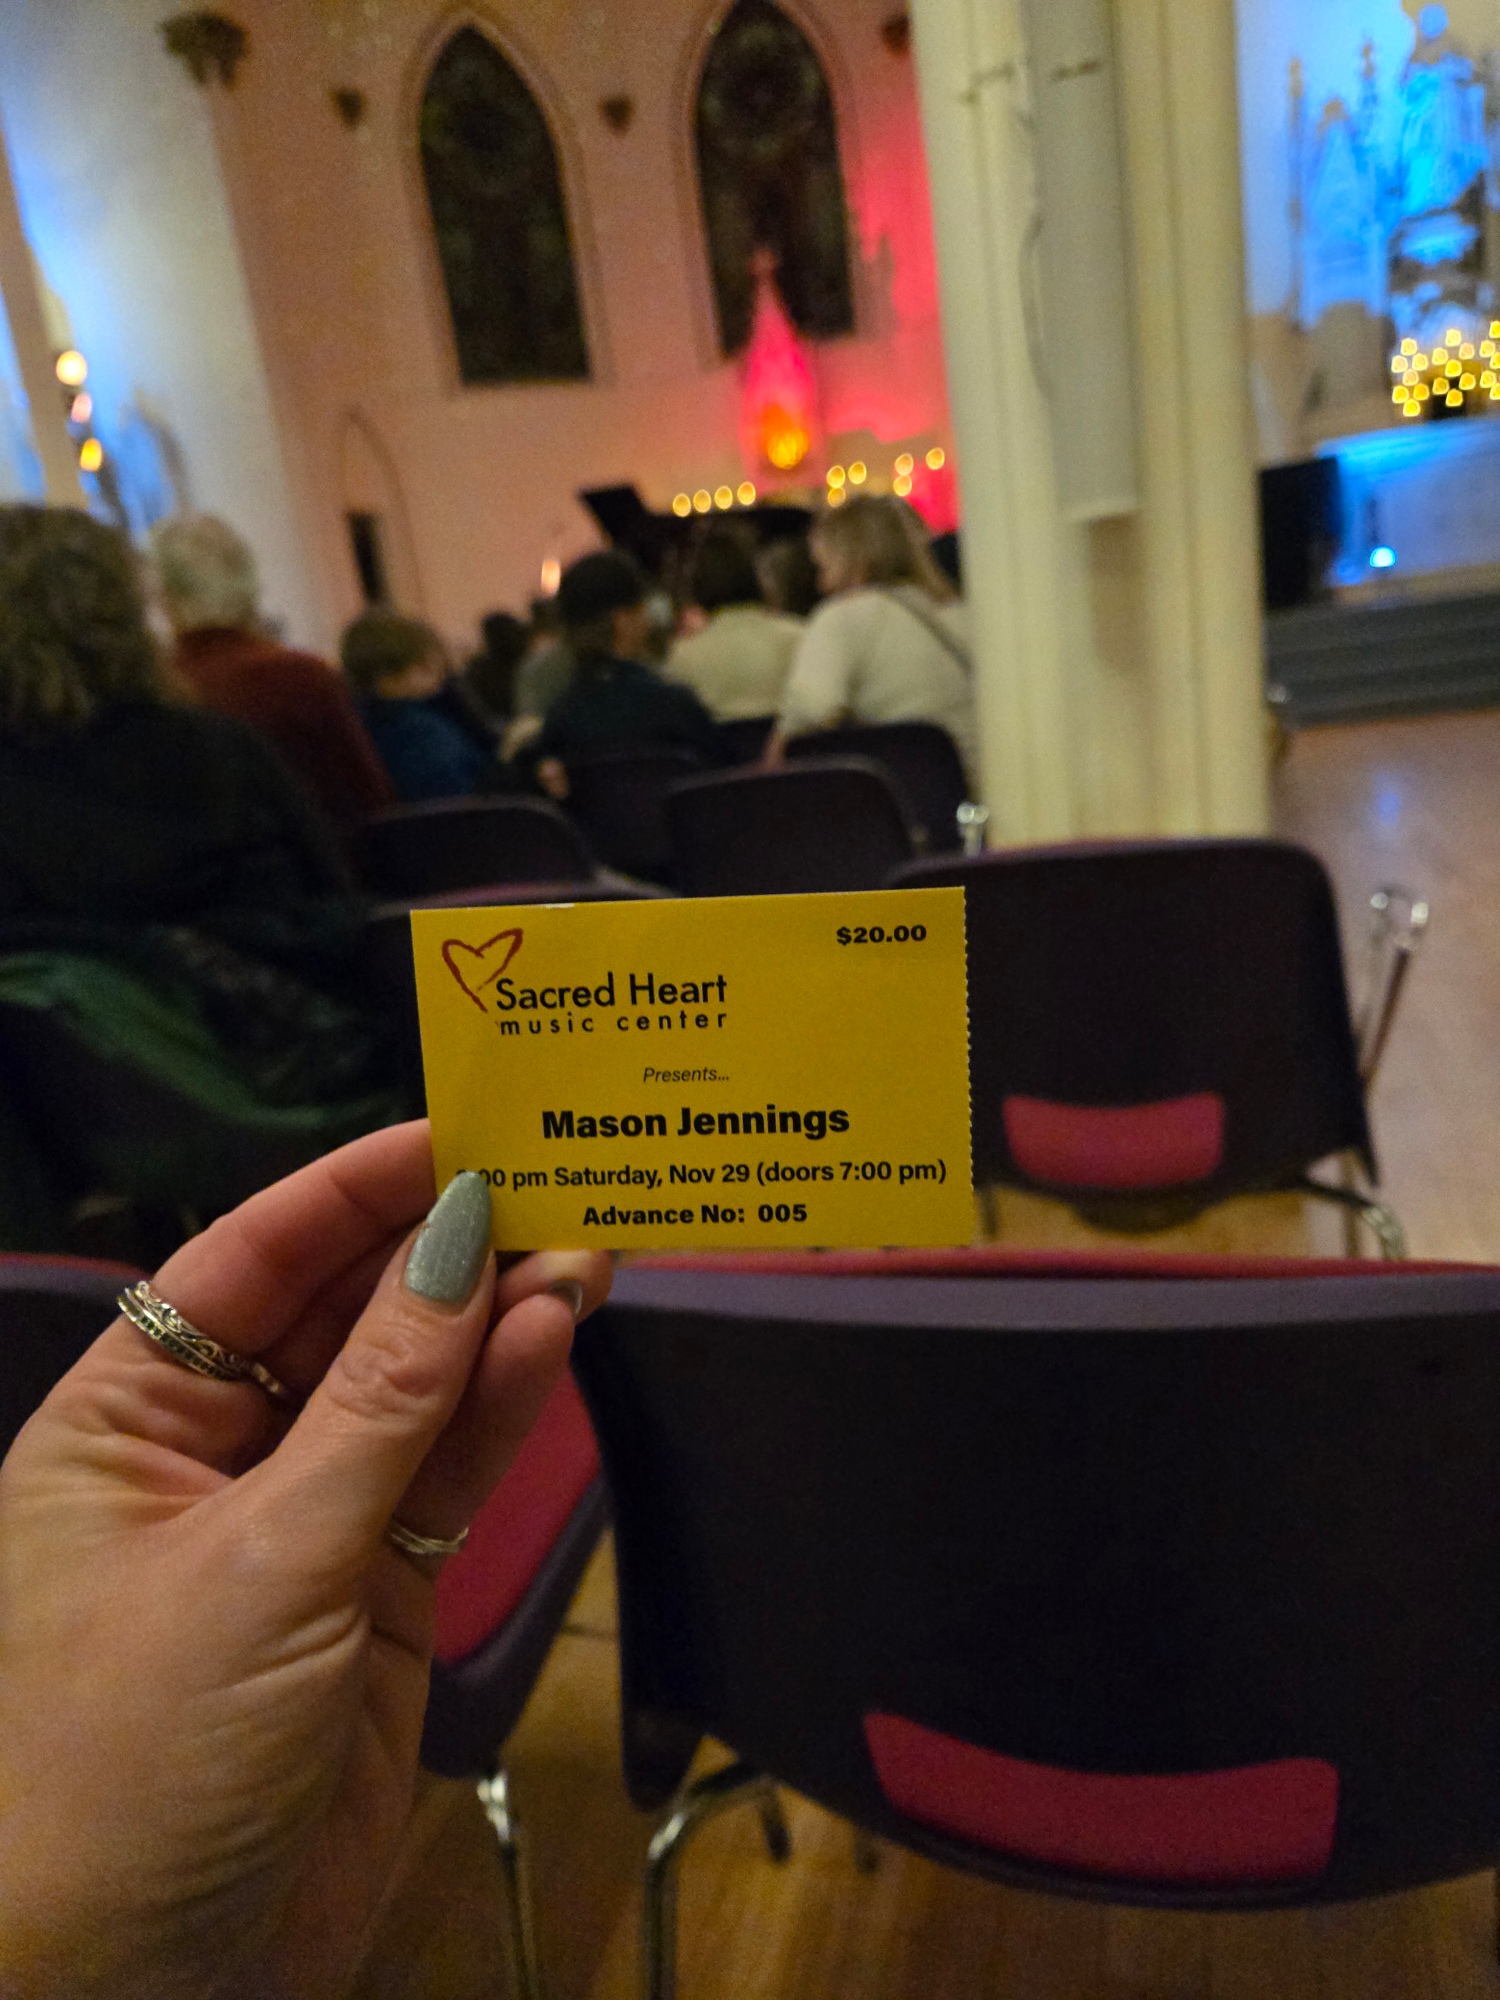 $20.00
Sacred Heart
music center
Presents...
Mason Jennings
00 pm Saturday, Nov 29 (doors 7:00 pm)
Advance No: 005